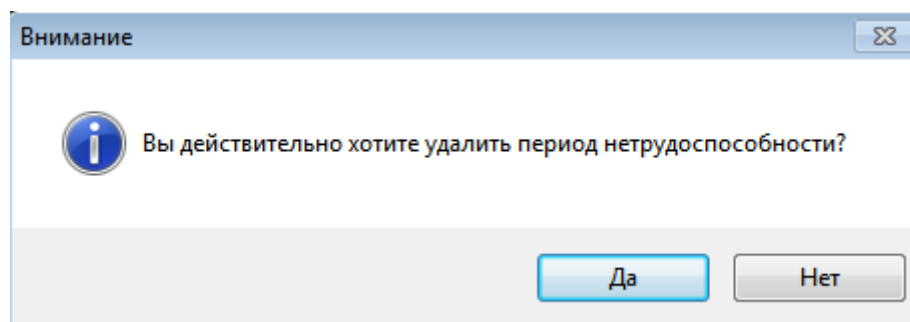 Внимание
Вы действительно хотите удалить период нетрудоспособности?
Да Нет